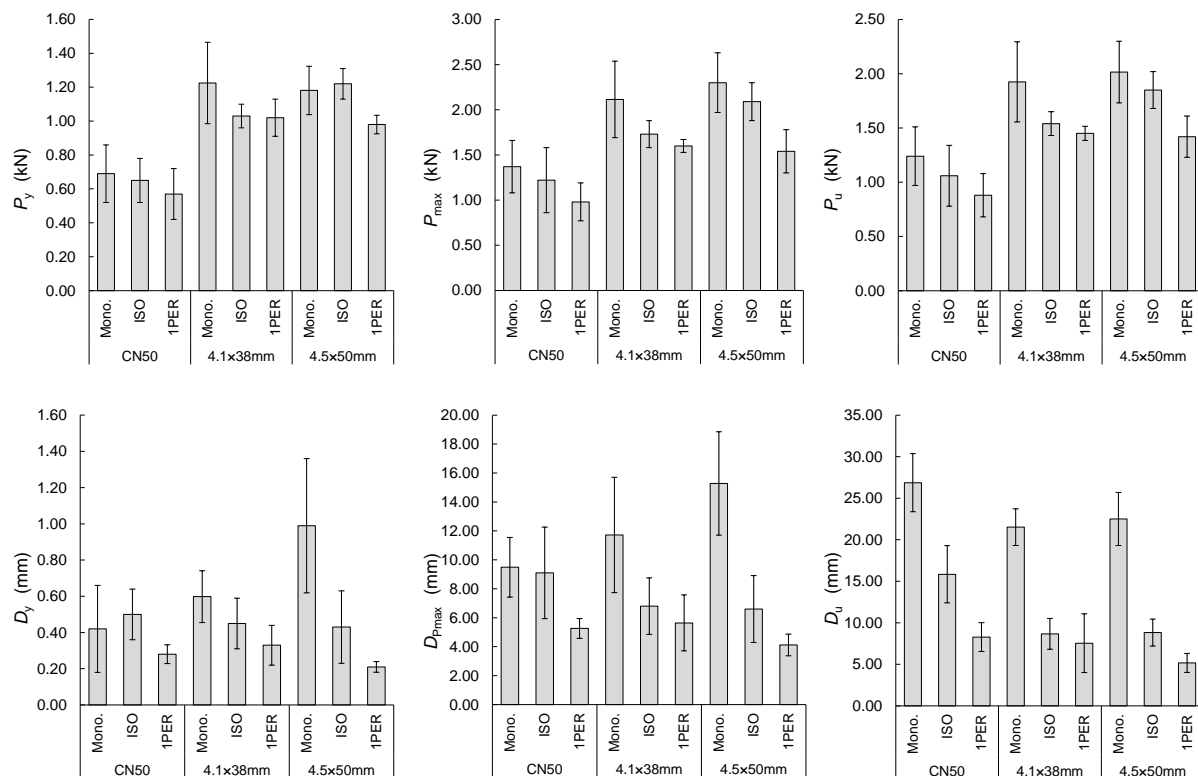 1.60
1.40
1.20
1.00
0.80
0.60
0.40
0.20
0.00
Py (kN)
Mono. ISO 1PER Mono. ISO 1PER Mono. ISO 1PER
CN50 4.1×38mm 4.5×50mm
3.00
2.50
2.00
1.50
1.00
0.50
0.00
Pmax (kN)
Mono. ISO 1PER Mono. ISO 1PER Mono. ISO 1PER
CN50 4.1×38mm 4.5×50mm
2.50
2.00
1.50
1.00
0.50
0.00
Pu (kN)
Mono. ISO 1PER Mono. ISO 1PER Mono. ISO 1PER
CN50 4.1×38mm 4.5×50mm
1.60
1.40
1.20
1.00
0.80
0.60
0.40
0.20
0.00
Dy (mm)
Mono. ISO 1PER Mono. ISO 1PER Mono. ISO 1PER
CN50 4.1×38mm 4.5×50mm
20.00
18.00
16.00
14.00
12.00
10.00
8.00
6.00
4.00
2.00
0.00
DPmax (mm)
Mono. ISO 1PER Mono. ISO 1PER Mono. ISO 1PER
CN50 4.1×38mm 4.5×50mm
35.00
30.00
25.00
20.00
15.00
10.00
5.00
0.00
Du (mm)
Mono. ISO 1PER Mono. ISO 1PER Mono. ISO 1PER
CN50 4.1×38mm 4.5×50mm